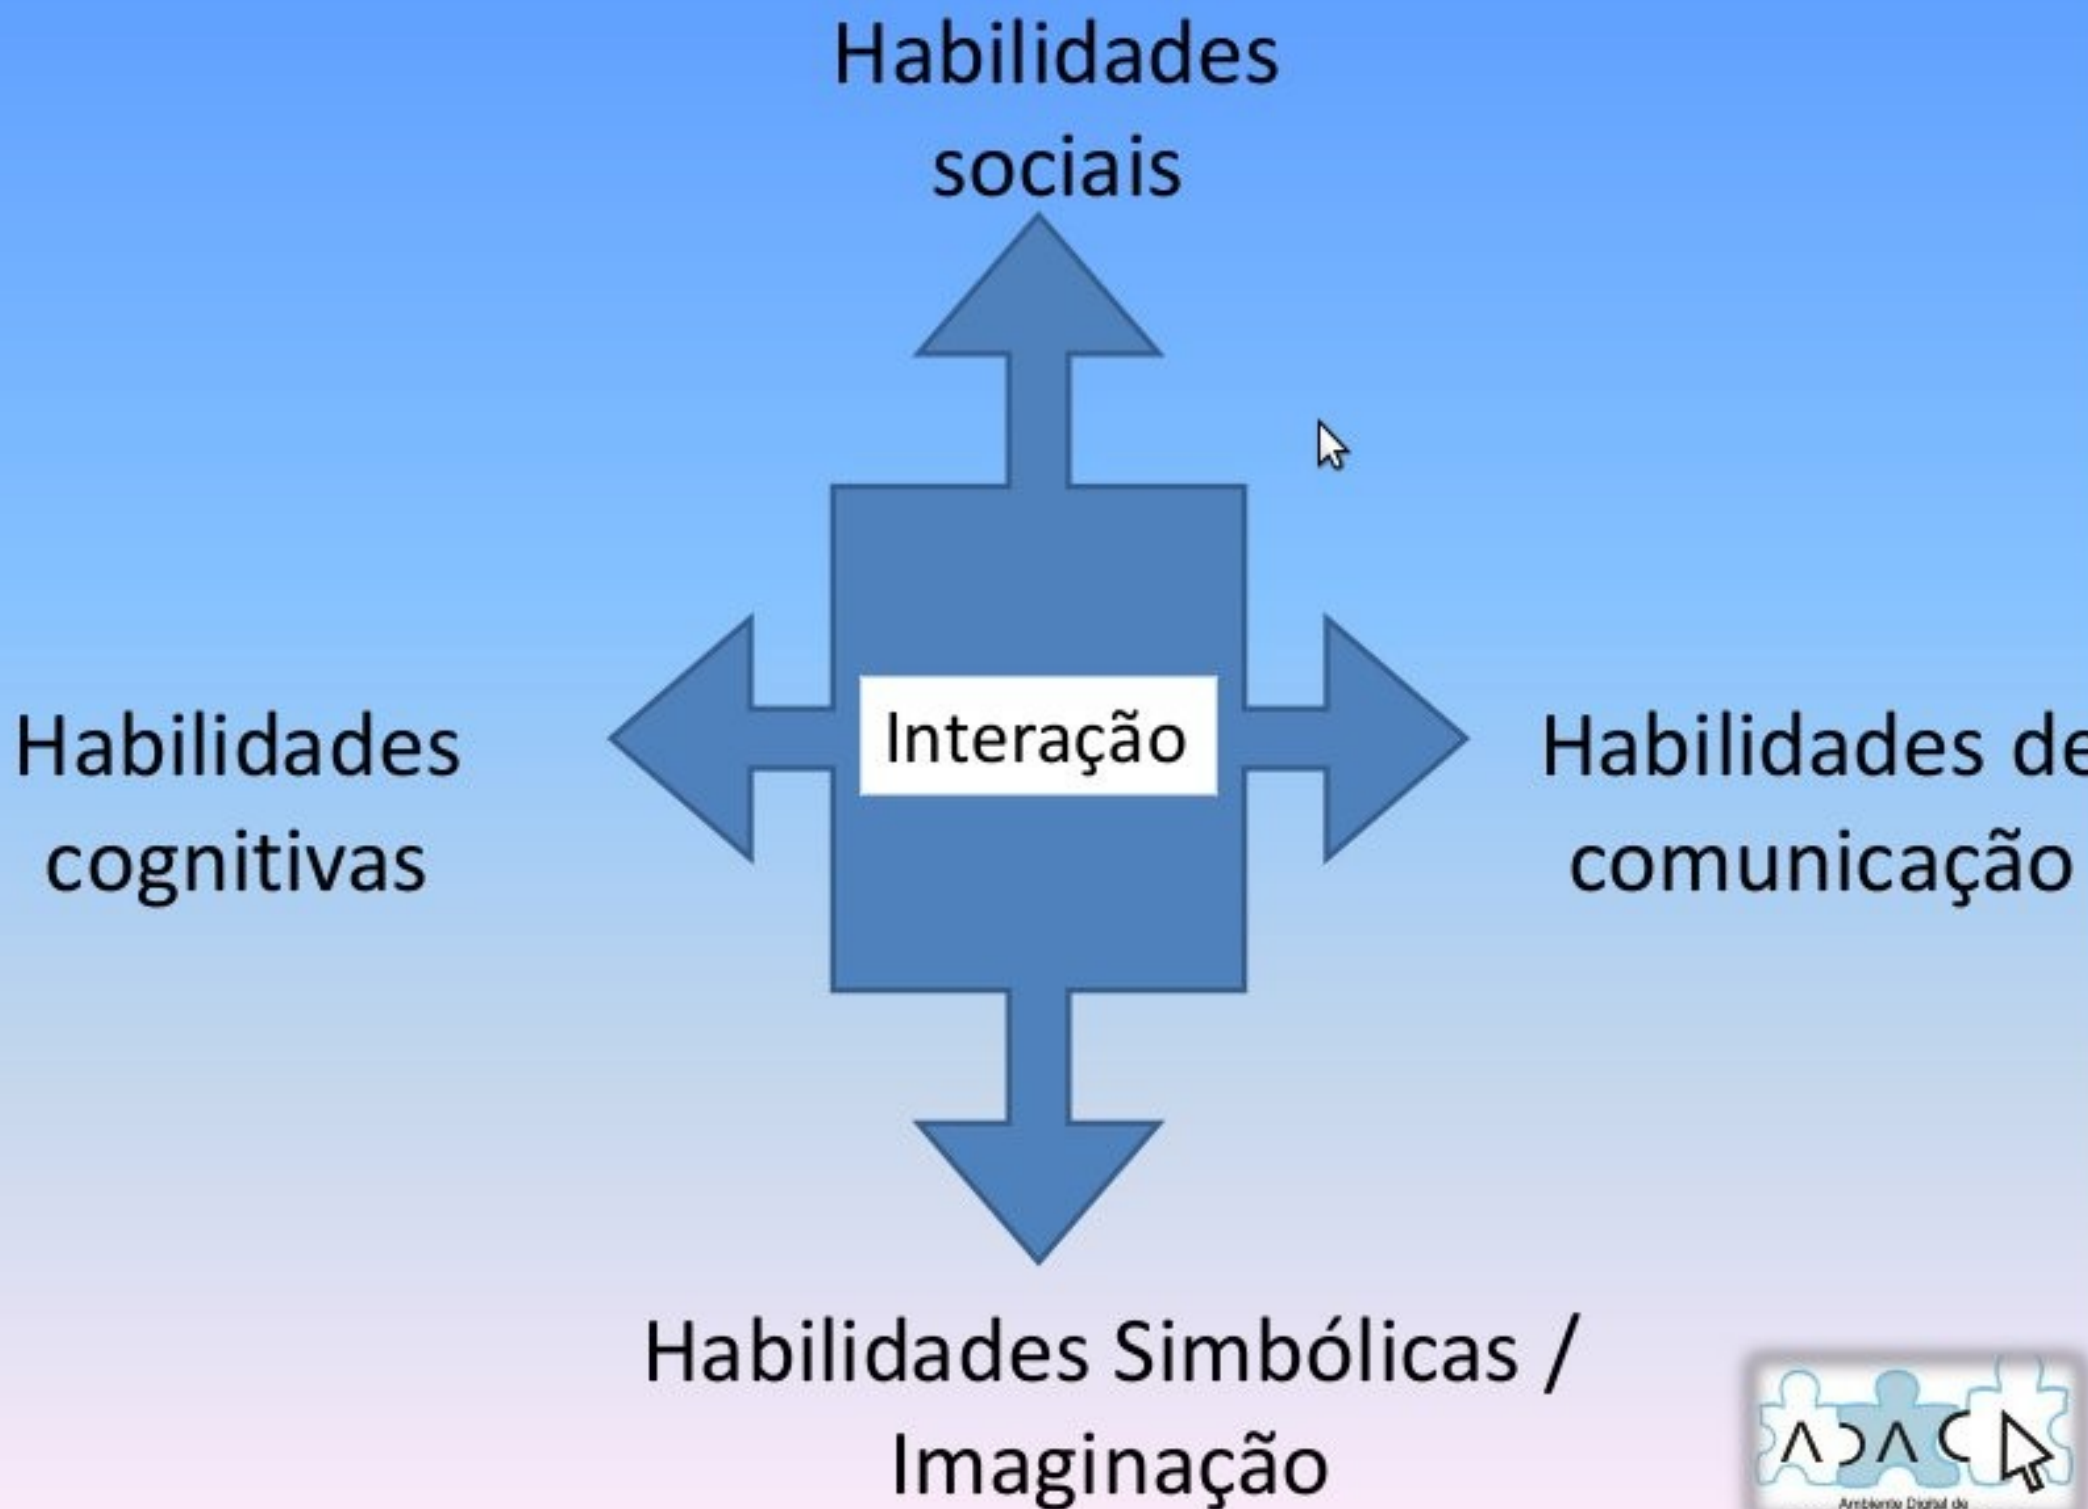 Habilidades
sociais
Habilidades
cognitivas
Interação
Habilidades de
comunicação
Habilidades Simbólicas /
Imaginação
ADAC
Ambiente Digital de